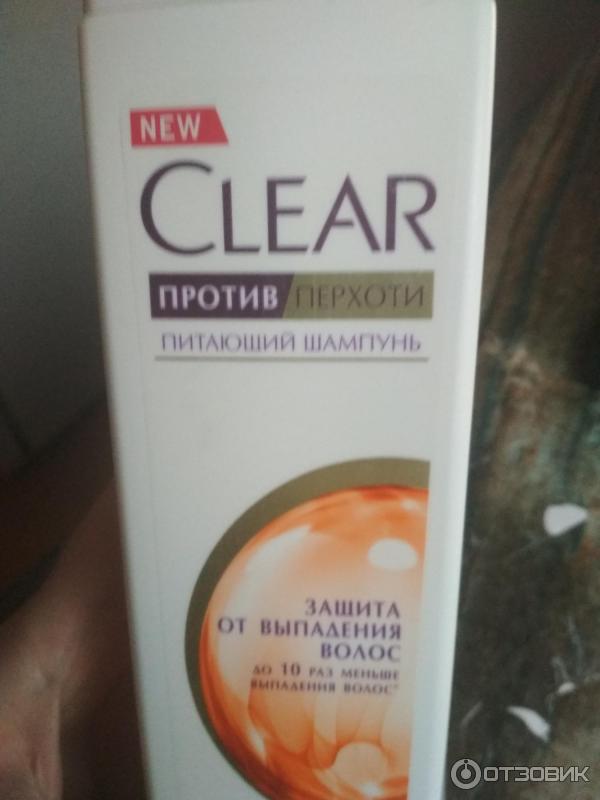 NEW
CLEAR
ПРОТИВ ПЕРХОТИ
ПИТАЮЩИЙ ШАМПУНЬ
ЗАЩИТА
ОТ ВЫПАДЕНИЯ
ВОЛОС
ДО 10 РАЗ МЕНЬШЕ
ВЫПАДЕНИЯ ВОЛОС*
ОТЗОВИК